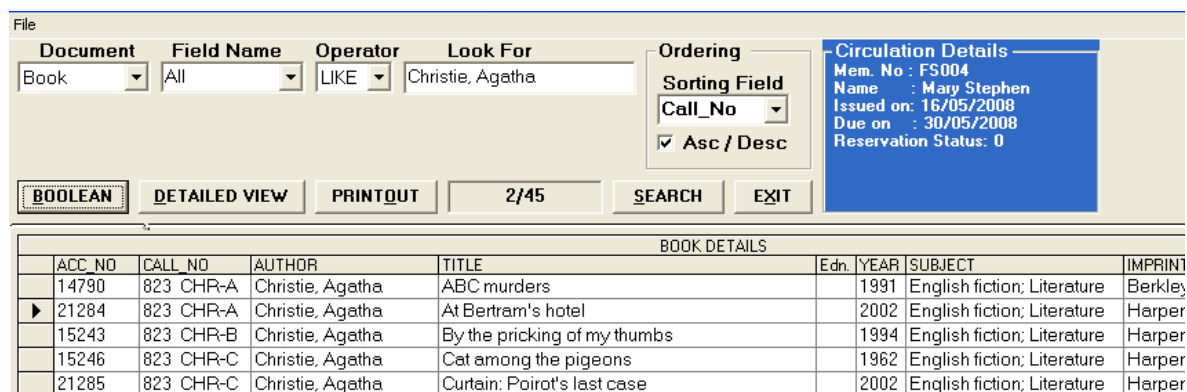 File
Document Field Name Operator Look For Ordering Circulation Details
Book All LIKE Christie, Agatha
Sorting Field
Call_No
Asc / Desc
Mem. No : FS004
Name : Mary Stephen
Issued on: 16/05/2008
Due on : 30/05/2008
Reservation Status: 0
BOOLEAN DETAILED VIEW PRINTOUT 2/45 SEARCH EXIT
BOOK DETAILS
ACC_NO CALL_NO AUTHOR TITLE Edn. YEAR SUBJECT IMPRINT
14790 823 CHR-A Christie, Agatha ABC murders 1991 English fiction; Literature Berkley
21284 823 CHR-A Christie, Agatha At Bertram's hotel 2002 English fiction; Literature Harper
15243 823 CHR-B Christie, Agatha By the pricking of my thumbs 1994 English fiction; Literature Harper
15246 823 CHR-C Christie, Agatha Cat among the pigeons 1962 English fiction; Literature Harper
21285 823 CHR-C Christie, Agatha Curtain: Poirot's last case 2002 English fiction; Literature Harper